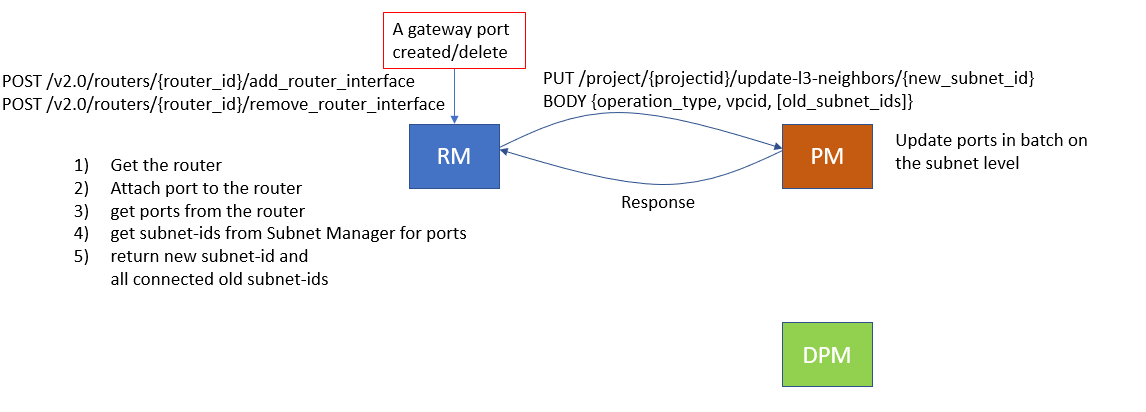 A gateway port
created/delete
POST /v2.0/routers/{router_id}/add_router_interface
POST /v2.0/routers/{router_id}/remove_router_interface
PUT /project/{projectid}/update-l3-neighbors/{new_subnet_id}
BODY {operation_type, vpcid, [old_subnet_ids]}
RM
PM
Update ports in batch on
the subnet level
Response
1) Get the router
2) Attach port to the router
3) get ports from the router
4) get subnet-ids from Subnet Manager for ports
5) return new subnet-id and
all connected old subnet-ids
DPM